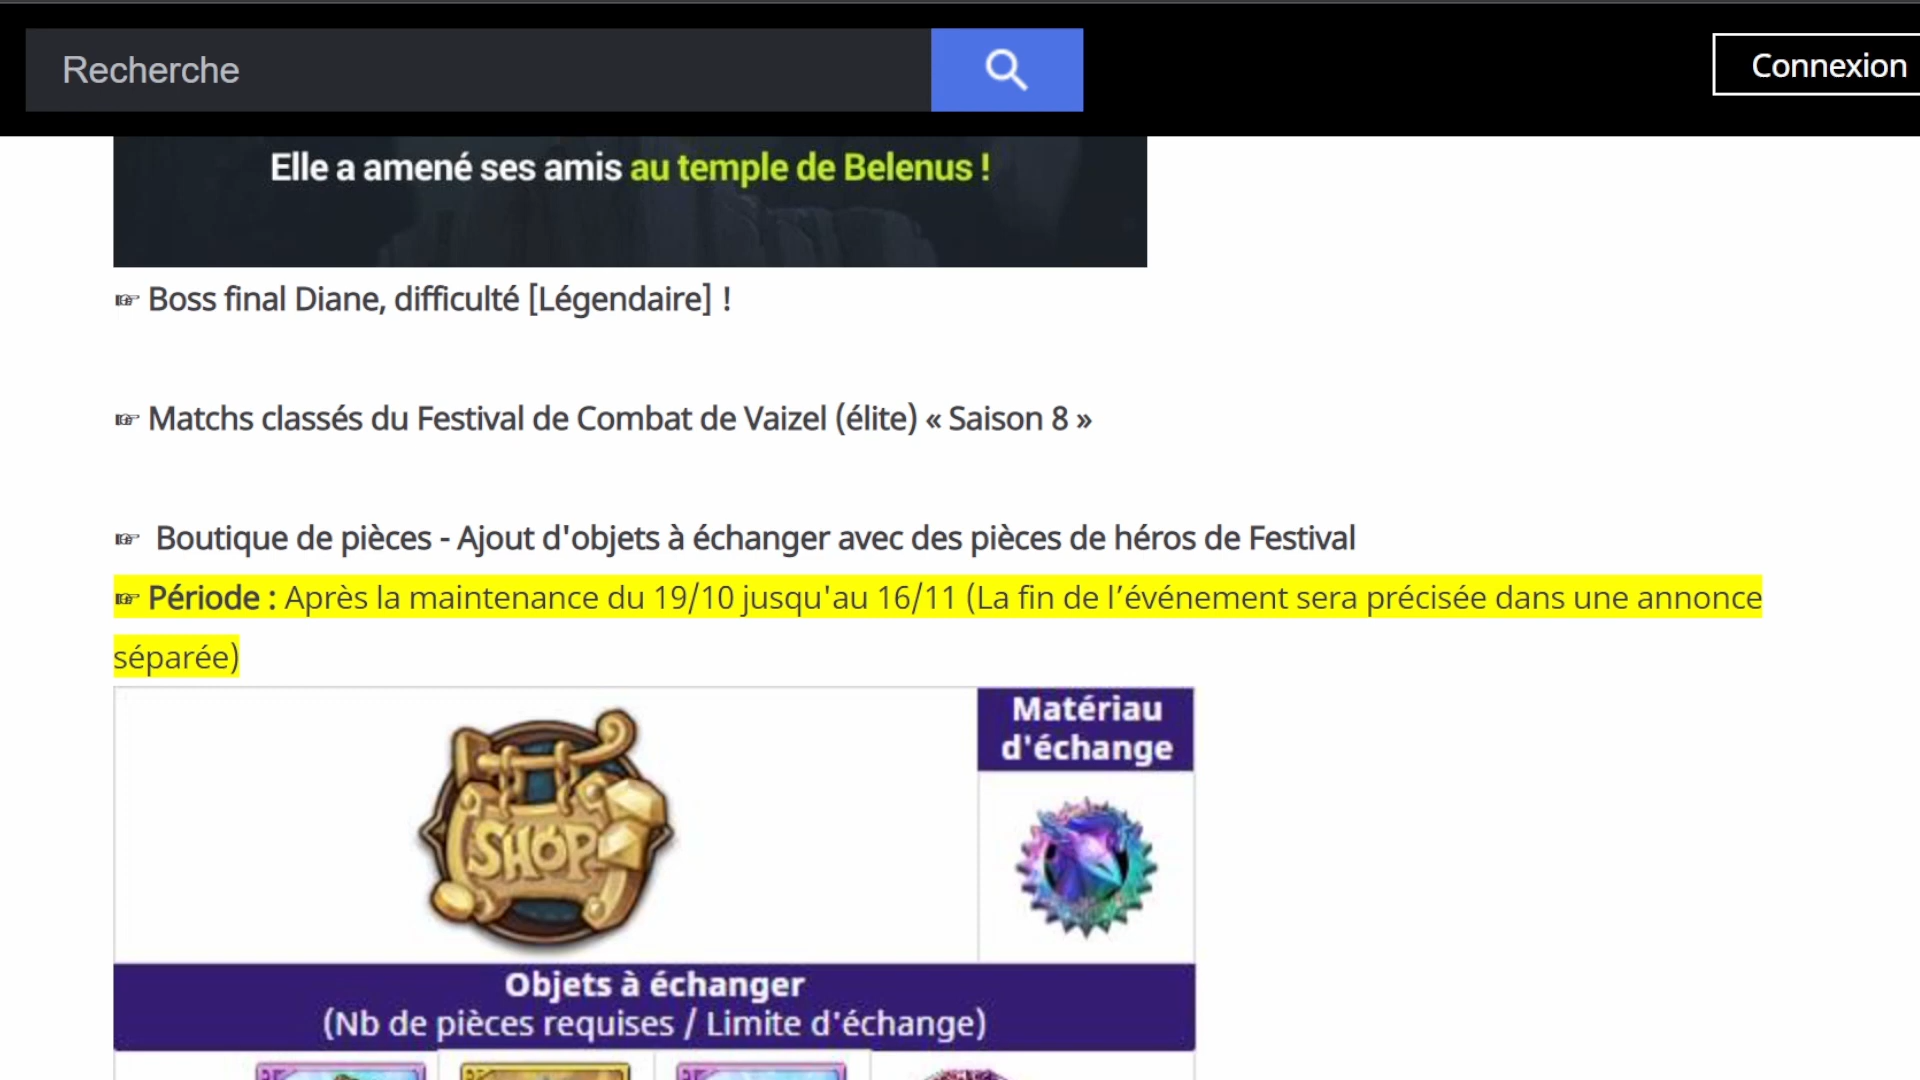 Recherche
Connexion
Elle a amené ses amis au temple de Belenus !
☞ Boss final Diane, difficulté [Légendaire] !
☞ Matchs classés du Festival de Combat de Vaizel (élite) « Saison 8 »
☞ Boutique de pièces - Ajout d'objets à échanger avec des pièces de héros de Festival
☞ Période : Après la maintenance du 19/10 jusqu'au 16/11 (La fin de l’événement sera précisée dans une annonce
séparée)
Matériau
d'échange
SHOP
Objets à échanger
(Nb de pièces requises / Limite d'échange)